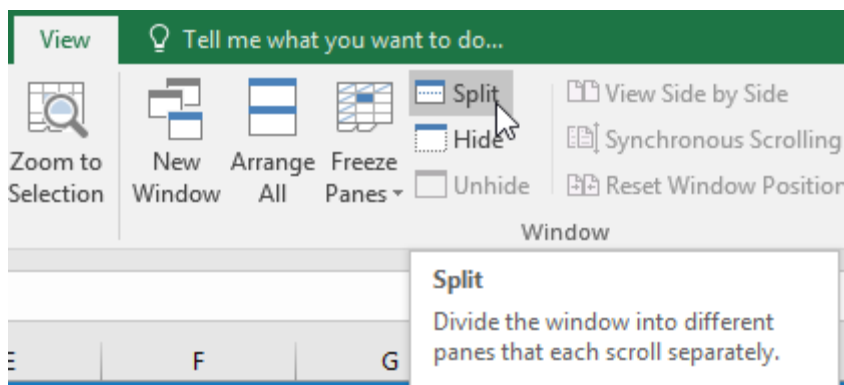 View
Tell me what you want to do...
Zoom to
Selection
New
Window
Arrange
All
Freeze
Panes
Split
Hide
Unhide
View Side by Side
Synchronous Scrolling
Reset Window Position
Window
Split
Divide the window into different
panes that each scroll separately.
E
F
G